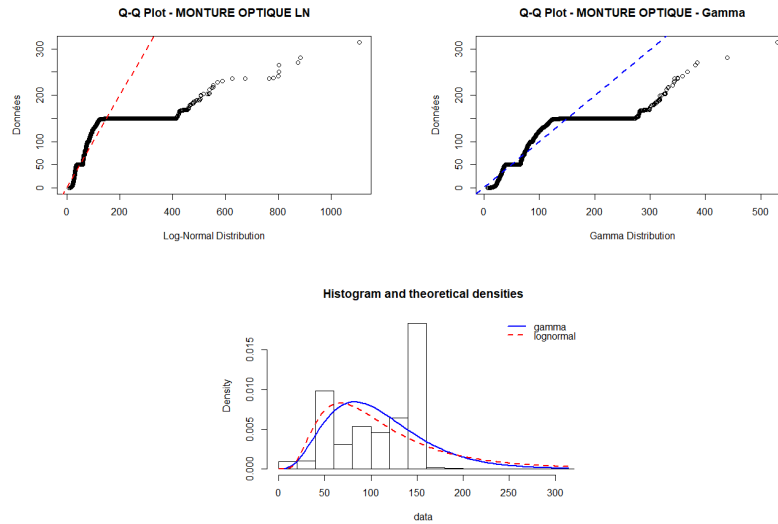 Q-Q Plot - MONTURE OPTIQUE LN
Données
0 50 100 200 300
0 200 400 600 800 1000
Log-Normal Distribution
Q-Q Plot - MONTURE OPTIQUE - Gamma
Données
0 50 100 200 300
0 100 200 300 400 500
Gamma Distribution
Histogram and theoretical densities
gamma
lognormal
Density
0.000 0.005 0.010 0.015
0 50 100 150 200 250 300
data